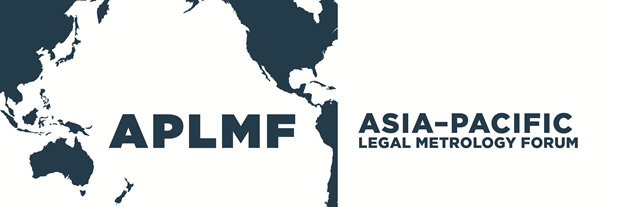 APLMF
ASIA–PACIFIC
LEGAL METROLOGY FORUM